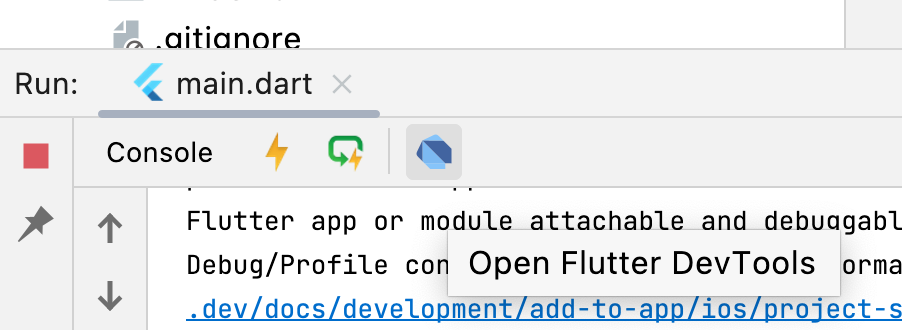 .gitignore
Run: main.dart
Console
Flutter app or module attachable and debuggabl
Debug/Profile con
Open Flutter DevTools
orma
.dev/docs/development/add-to-app/ios/project-s